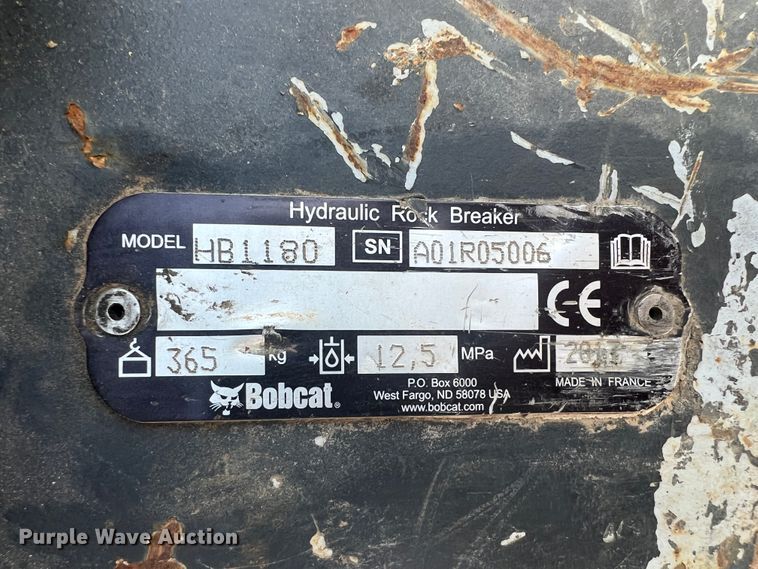 Hydraulic Rock Breaker
MODEL HB1180 SN A01R05006
CE
365 kg 12,5 MPa
Bobcat®
P.O. Box 6000
West Fargo, ND 58078 USA
www.bobcat.com
MADE IN FRANCE
Purple Wave Auction